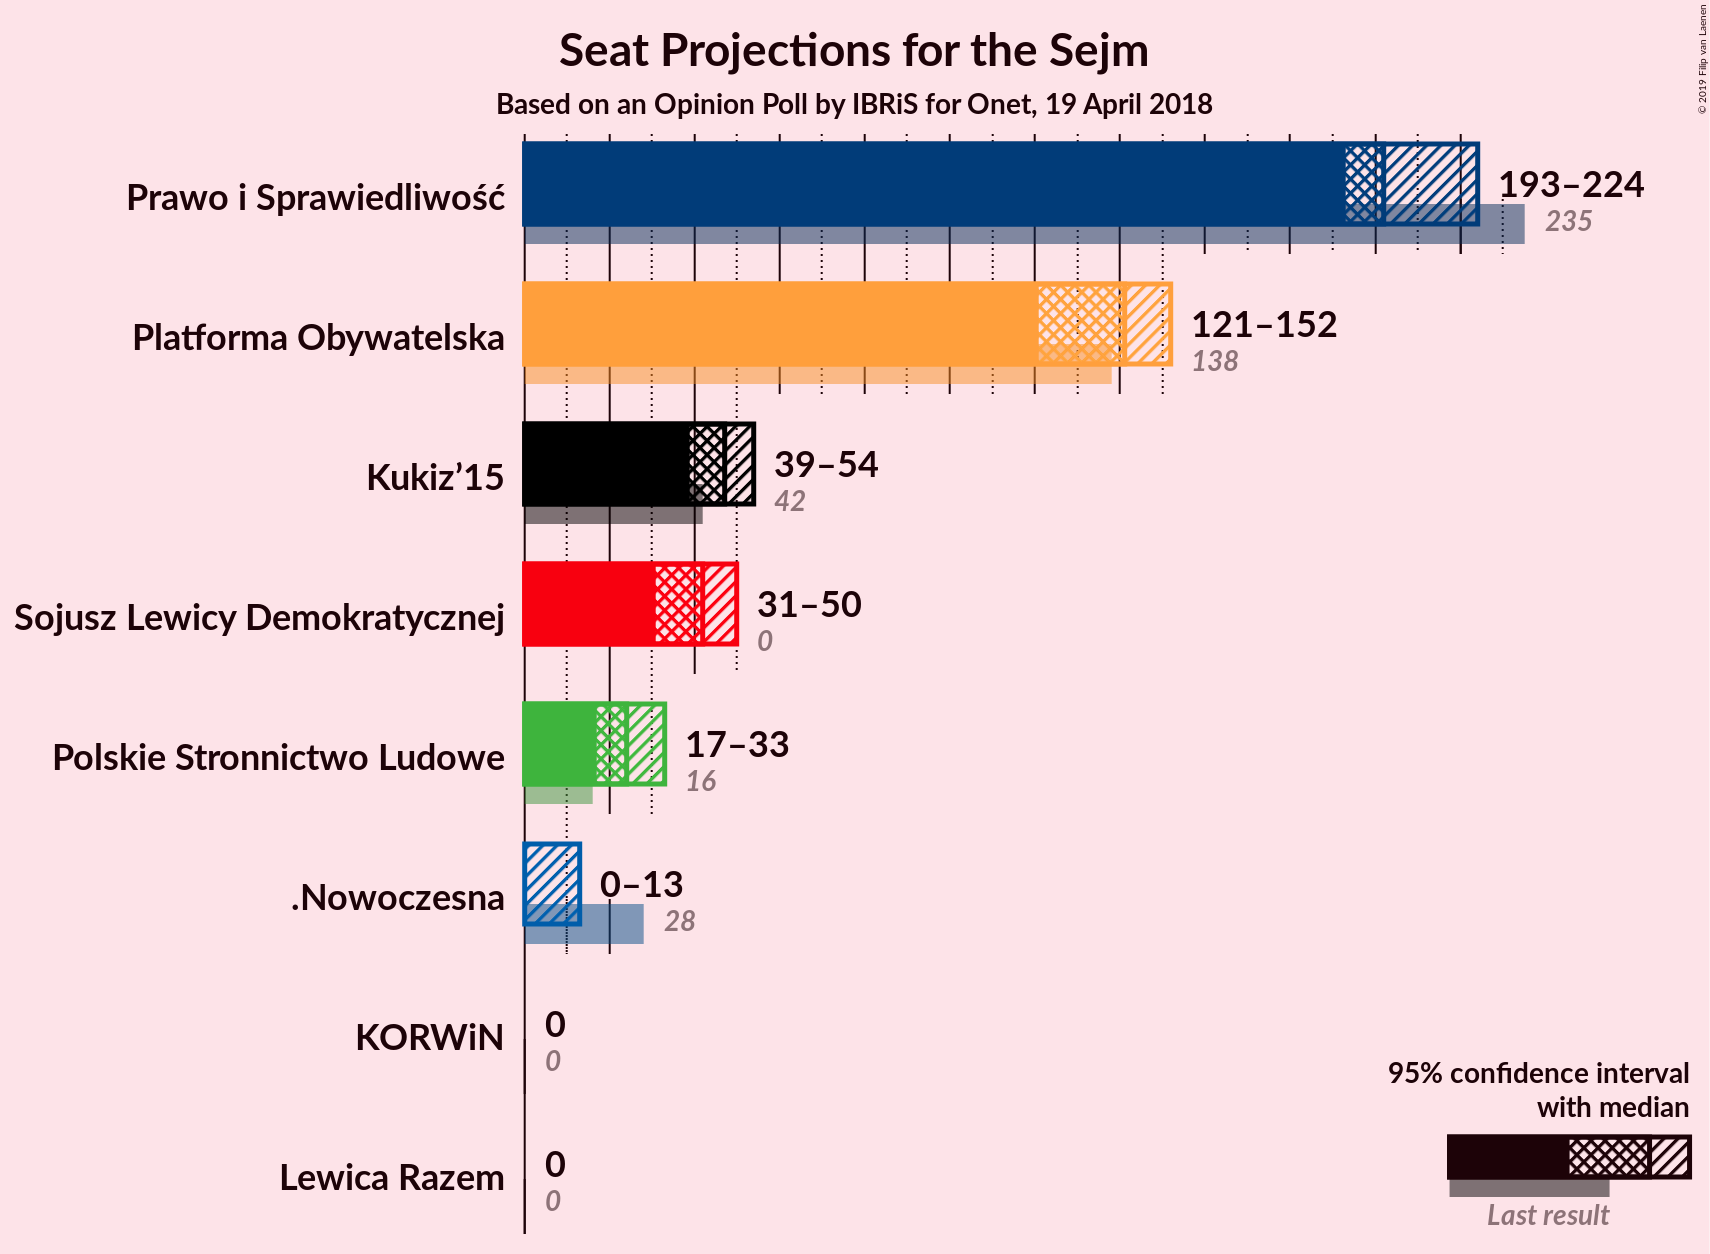 Seat Projections for the Sejm
Based on an Opinion Poll by IBRiS for Onet, 19 April 2018
© 2019 Filip van Laenen
Prawo i Sprawiedliwość
193–224
235
Platforma Obywatelska
121–152
138
Kukiz’15
39–54
42
Sojusz Lewicy Demokratycznej
31–50
0
Polskie Stronnictwo Ludowe
17–33
16
.Nowoczesna
0–13
28
KORWiN
0
0
Lewica Razem
0
0
95% confidence interval
with median
Last result